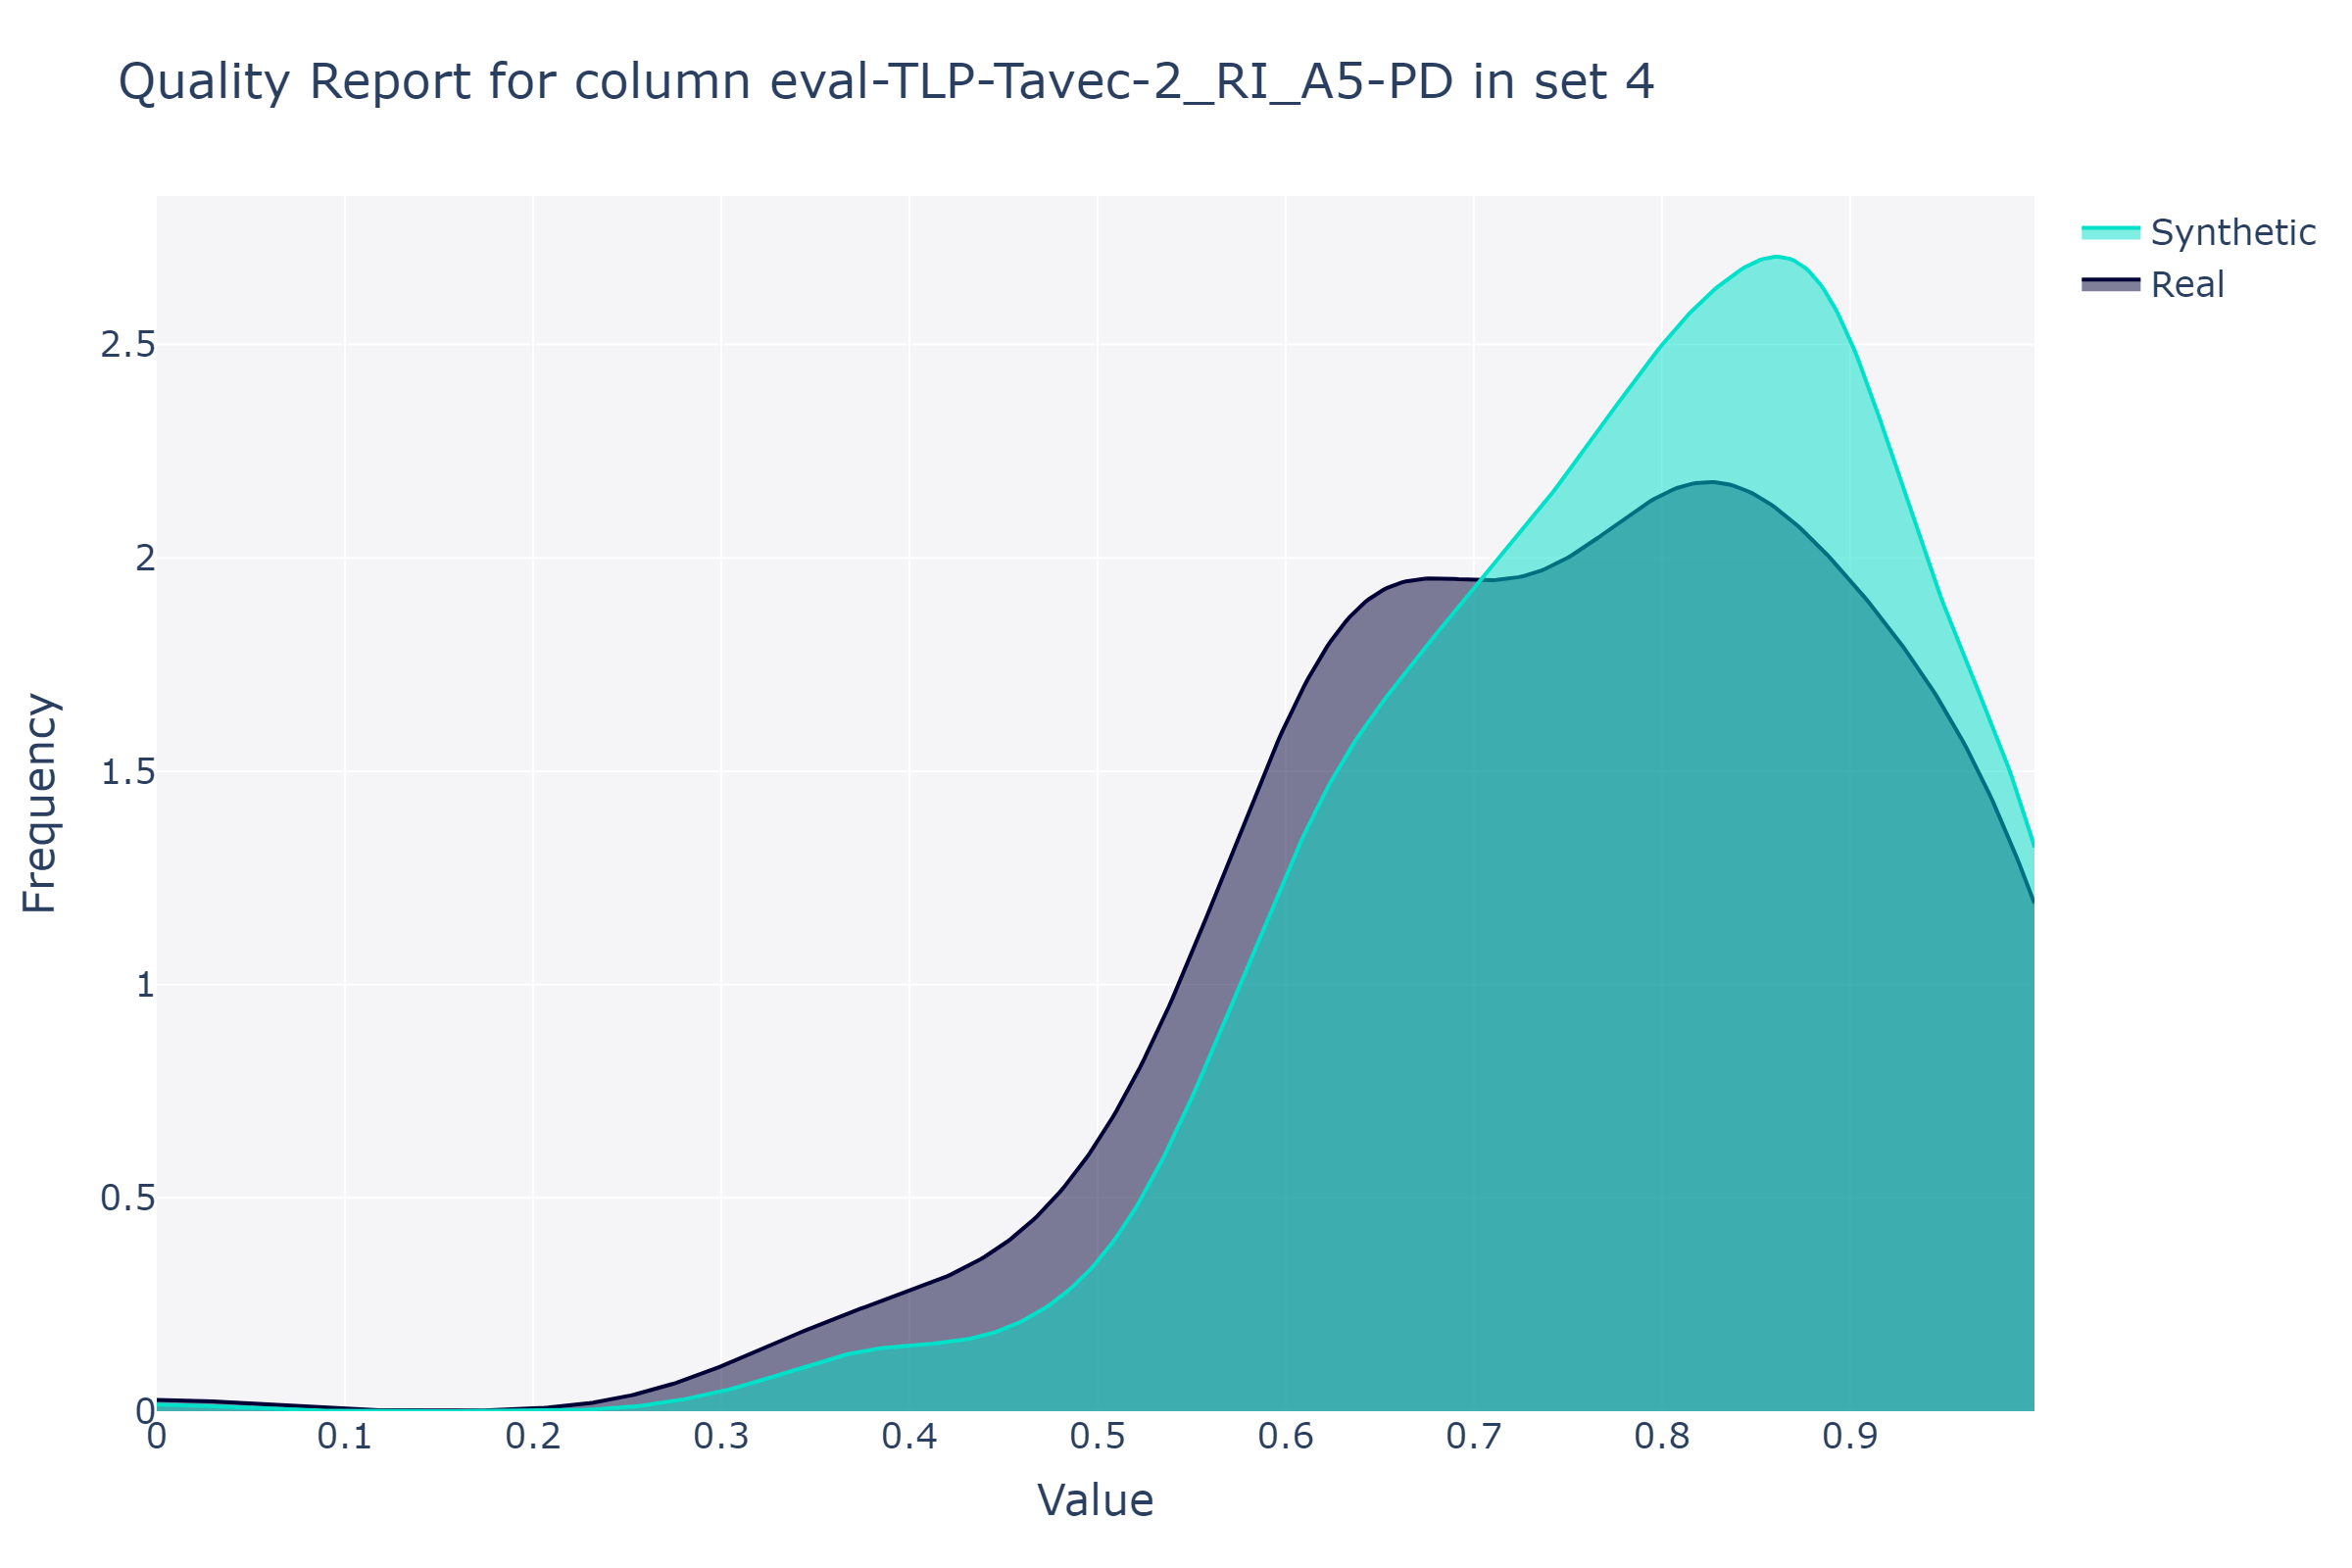 Quality Report for column eval-TLP-Tavec-2_RI_A5-PD in set 4
Synthetic
Real
Frequency
2.5
2
1.5
1
0.5
0
0 0.1 0.2 0.3 0.4 0.5 0.6 0.7 0.8 0.9
Value